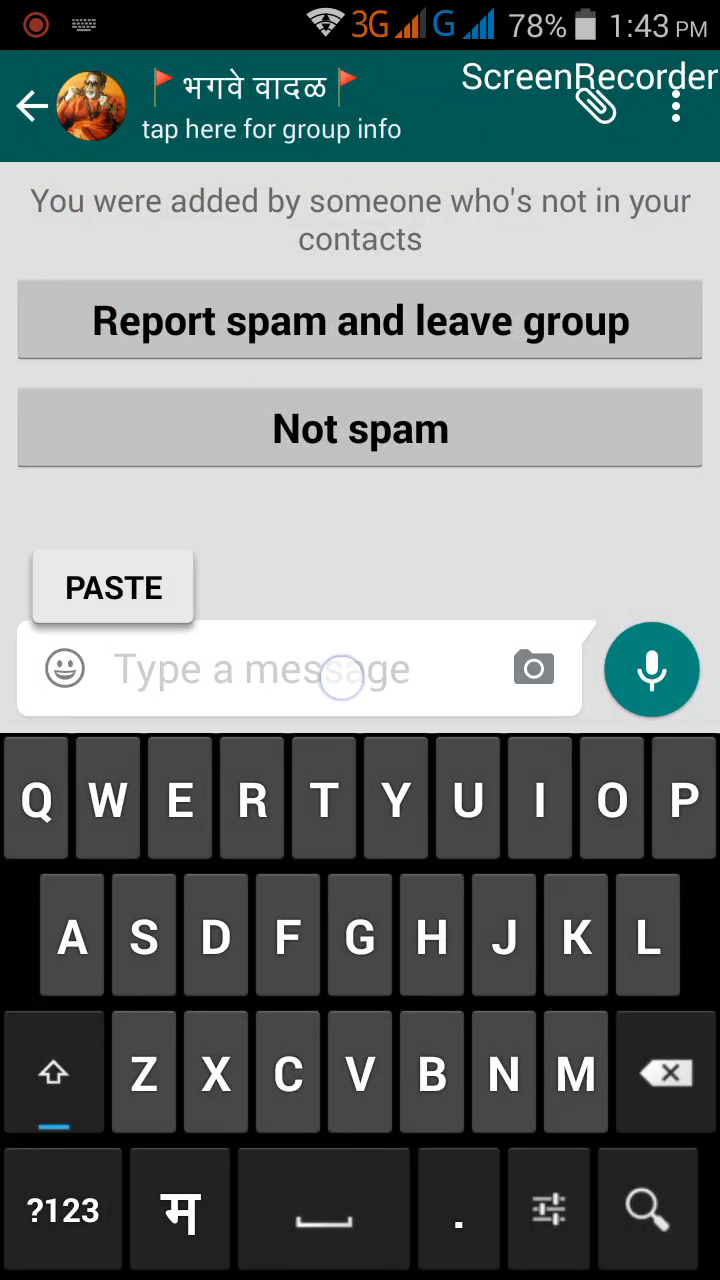 3G G 78% 1:43 PM
ScreenRecorder
🚩 भगवे वादळ 🚩
tap here for group info
You were added by someone who's not in your
contacts
Report spam and leave group
Not spam
PASTE
Type a message
Q W E R T Y U I O P
A S D F G H J K L
Z X C V B N M
?123 म .